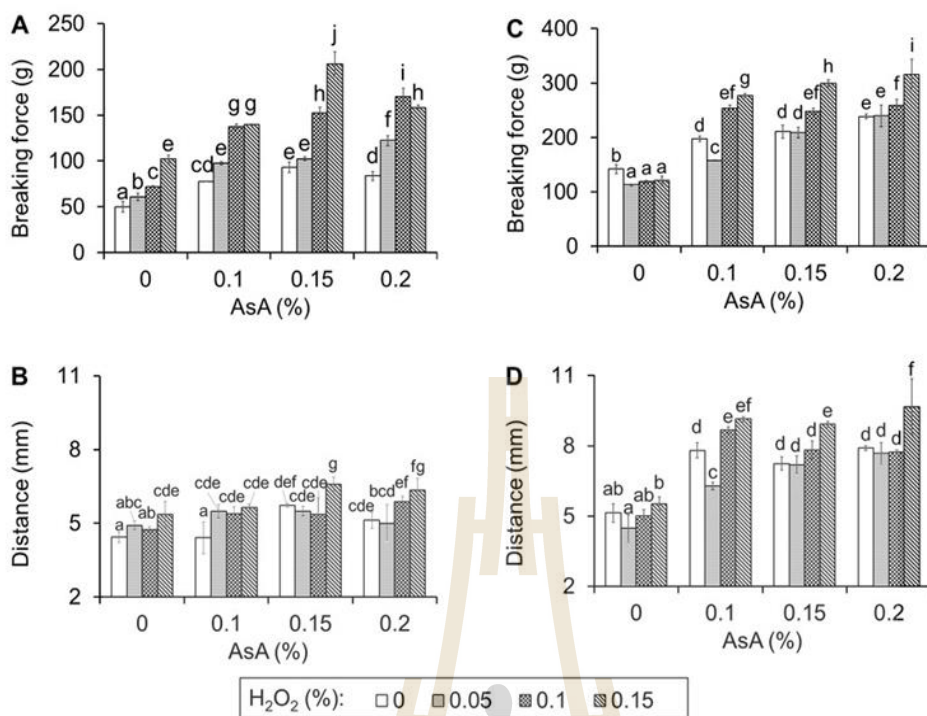 A
Breaking force (g)
250
200
150
100
50
0
a b c e
cd e g g
e e h j
d f i h
0 0.1 0.15 0.2
AsA (%)
C
Breaking force (g)
400
300
200
100
0
b a a a
d c ef g
d d ef h
e e f i
0 0.1 0.15 0.2
AsA (%)
B
Distance (mm)
11
8
5
2
a abc ab cde
a cde cde cde
def cde cde g
cde bcd ef fg
0 0.1 0.15 0.2
AsA (%)
D
Distance (mm)
11
8
5
2
ab a ab b
d c e ef
d d d e
d d d f
0 0.1 0.15 0.2
AsA (%)
H₂O₂ (%): 0 0.05 0.1 0.15